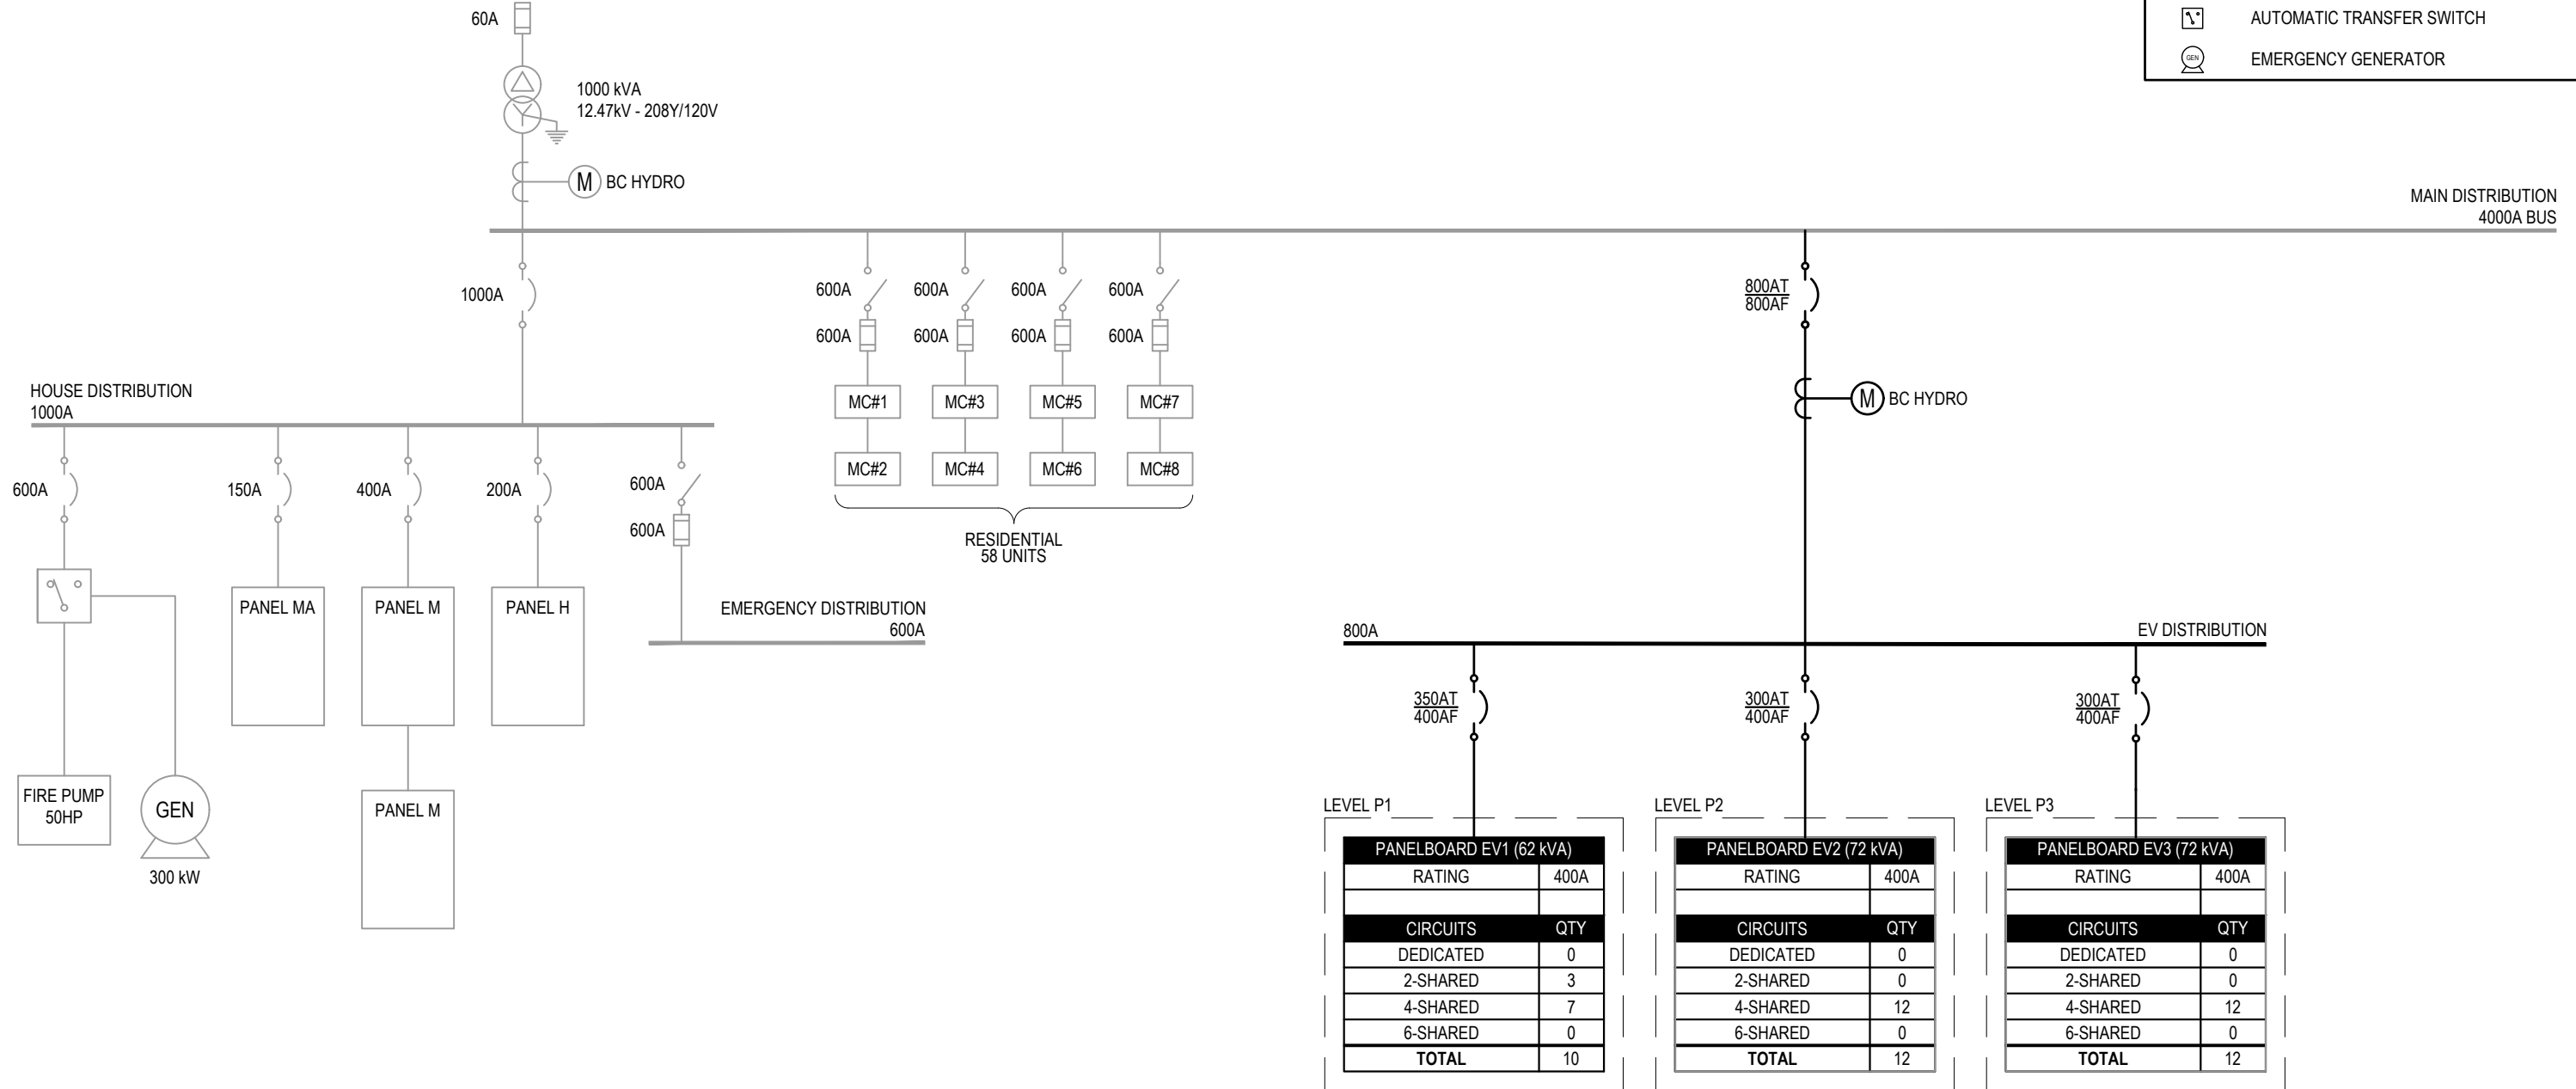 60A
AUTOMATIC TRANSFER SWITCH
GEN
EMERGENCY GENERATOR
1000 kVA
12.47kV - 208Y/120V
M BC HYDRO
MAIN DISTRIBUTION
4000A BUS
1000A
600A 600A 600A 600A
600A 600A 600A 600A
MC#1 MC#3 MC#5 MC#7
MC#2 MC#4 MC#6 MC#8
RESIDENTIAL
58 UNITS
800AT
800AF
M BC HYDRO
HOUSE DISTRIBUTION
1000A
600A 150A 400A 200A 600A
600A
PANEL MA PANEL M PANEL H
EMERGENCY DISTRIBUTION
600A
FIRE PUMP
50HP
GEN
300 kW
PANEL M
800A EV DISTRIBUTION
350AT
400AF
300AT
400AF
300AT
400AF
LEVEL P1
PANELBOARD EV1 (62 kVA)
RATING 400A
CIRCUITS QTY
DEDICATED 0
2-SHARED 3
4-SHARED 7
6-SHARED 0
TOTAL 10
LEVEL P2
PANELBOARD EV2 (72 kVA)
RATING 400A
CIRCUITS QTY
DEDICATED 0
2-SHARED 0
4-SHARED 12
6-SHARED 0
TOTAL 12
LEVEL P3
PANELBOARD EV3 (72 kVA)
RATING 400A
CIRCUITS QTY
DEDICATED 0
2-SHARED 0
4-SHARED 12
6-SHARED 0
TOTAL 12